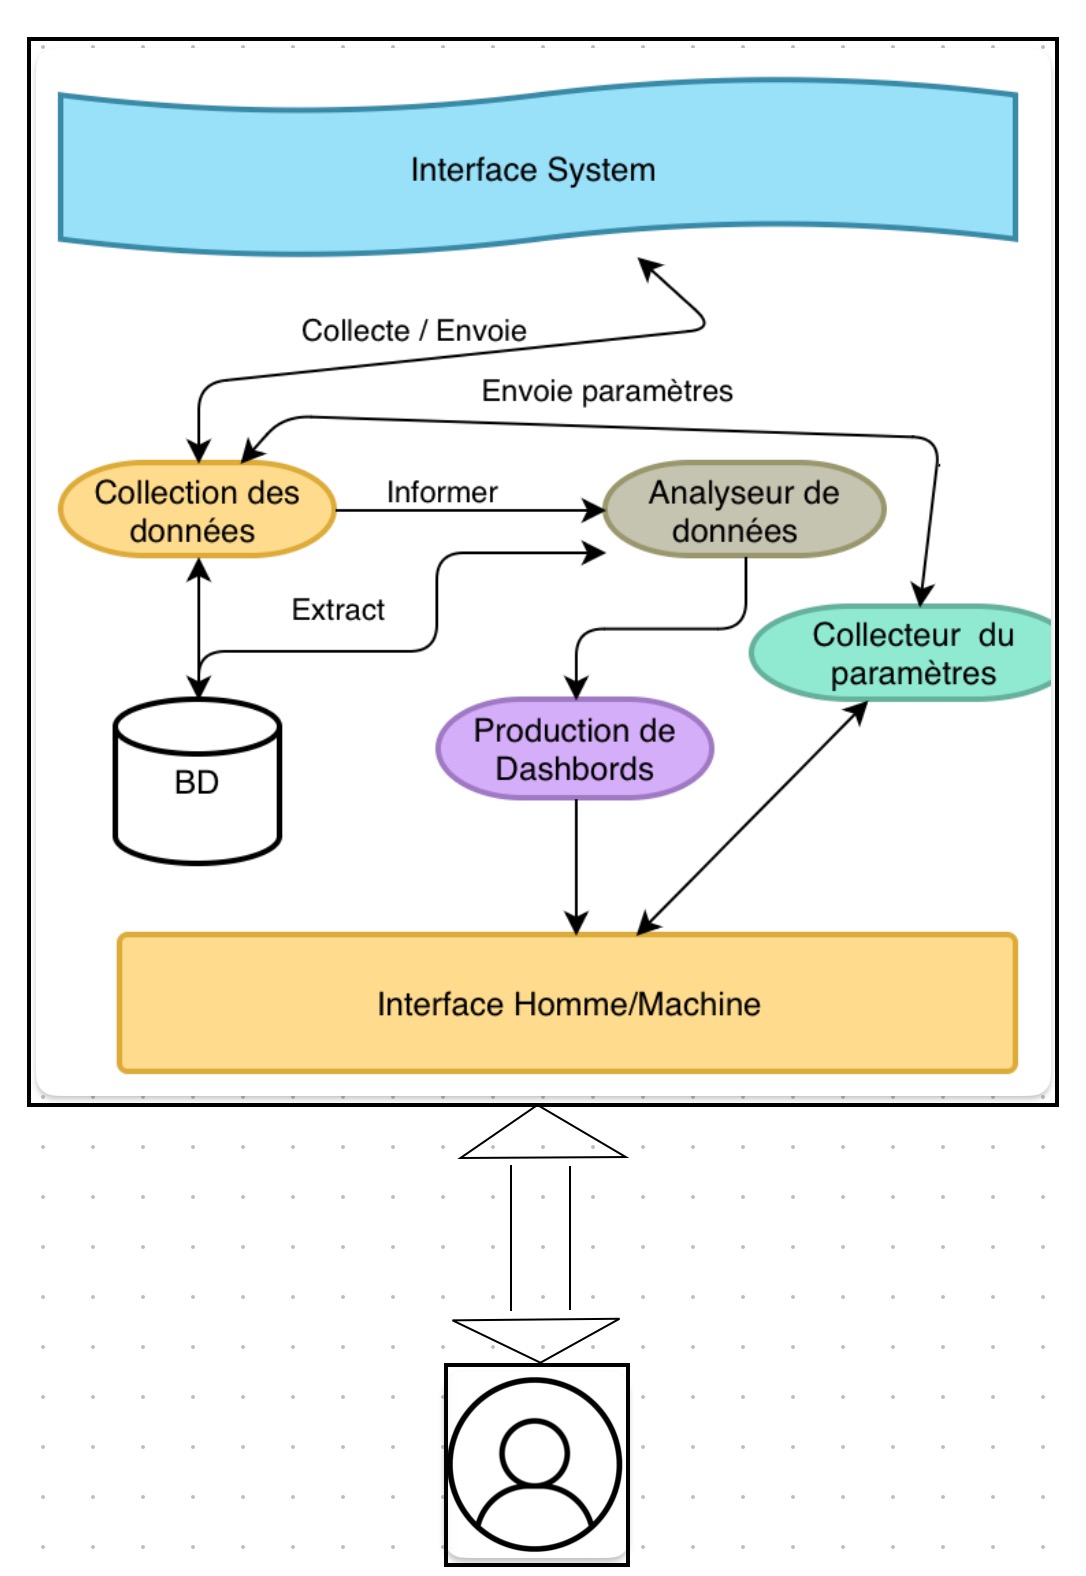 Interface System
Collecte / Envoie
Envoie paramètres
Collection des
données
Informer
Analyseur de
données
Extract
Collecteur  du
paramètres
Production de
Dashbords
BD
Interface Homme/Machine